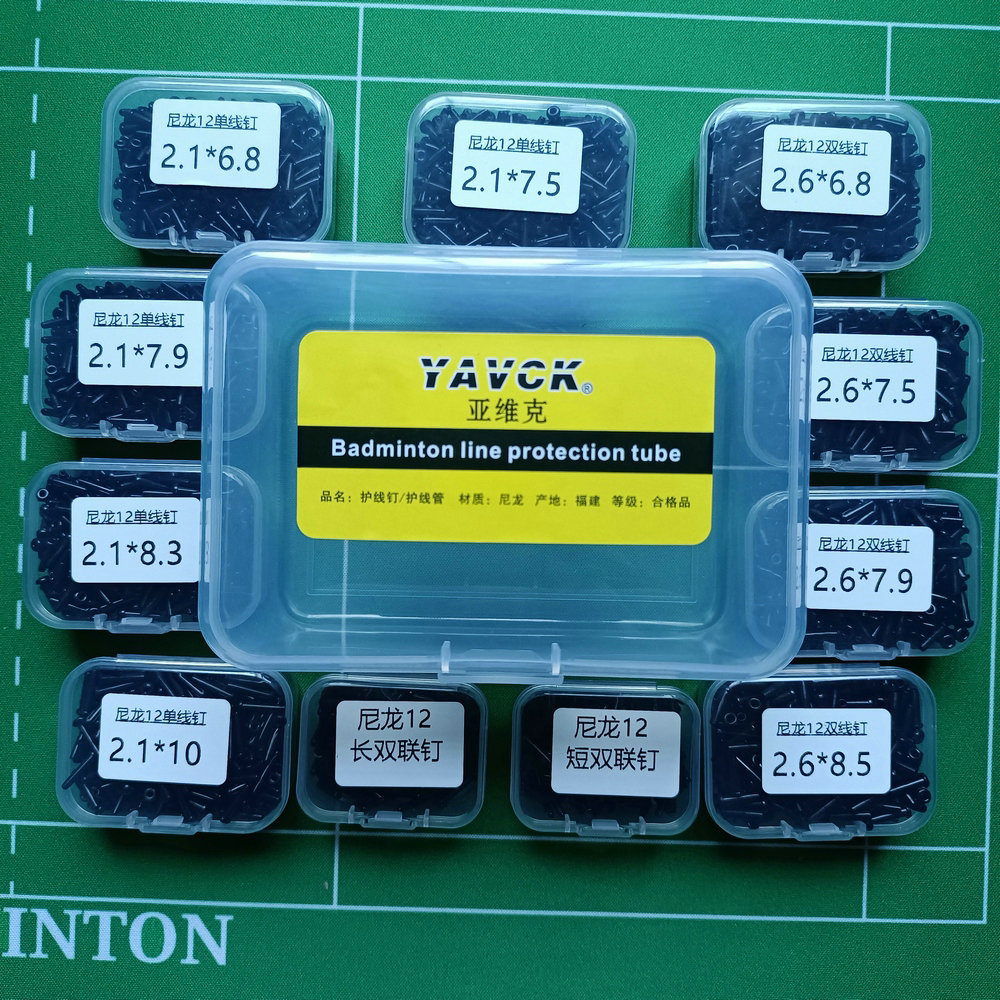 尼龙12单线钉
2.1*6.8
尼龙12单线钉
2.1*7.5
尼龙12双线钉
2.6*6.8
尼龙12单线钉
2.1*7.9
YAVCK®
亚维克
Badminton line protection tube
品名：护线钉/护线管 材质：尼龙 产地：福建 等级：合格品
尼龙12双线钉
2.6*7.5
尼龙12单线钉
2.1*8.3
尼龙12双线钉
2.6*7.9
尼龙12单线钉
2.1*10
尼龙12
长双联钉
尼龙12
短双联钉
尼龙12双线钉
2.6*8.5
INTON